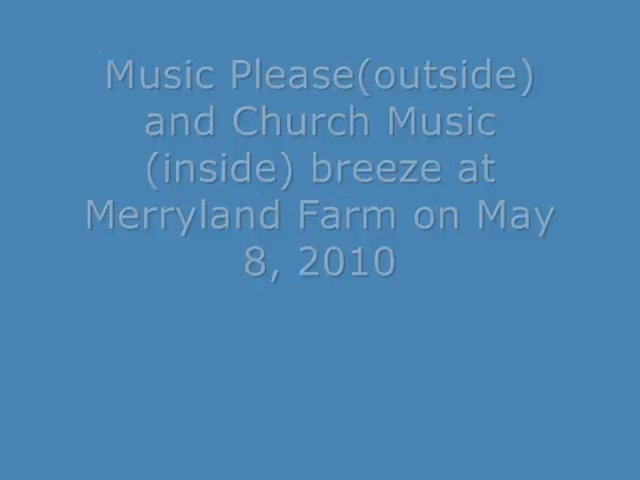 Music Please(outside)
and Church Music
(inside) breeze at
Merryland Farm on May
8, 2010